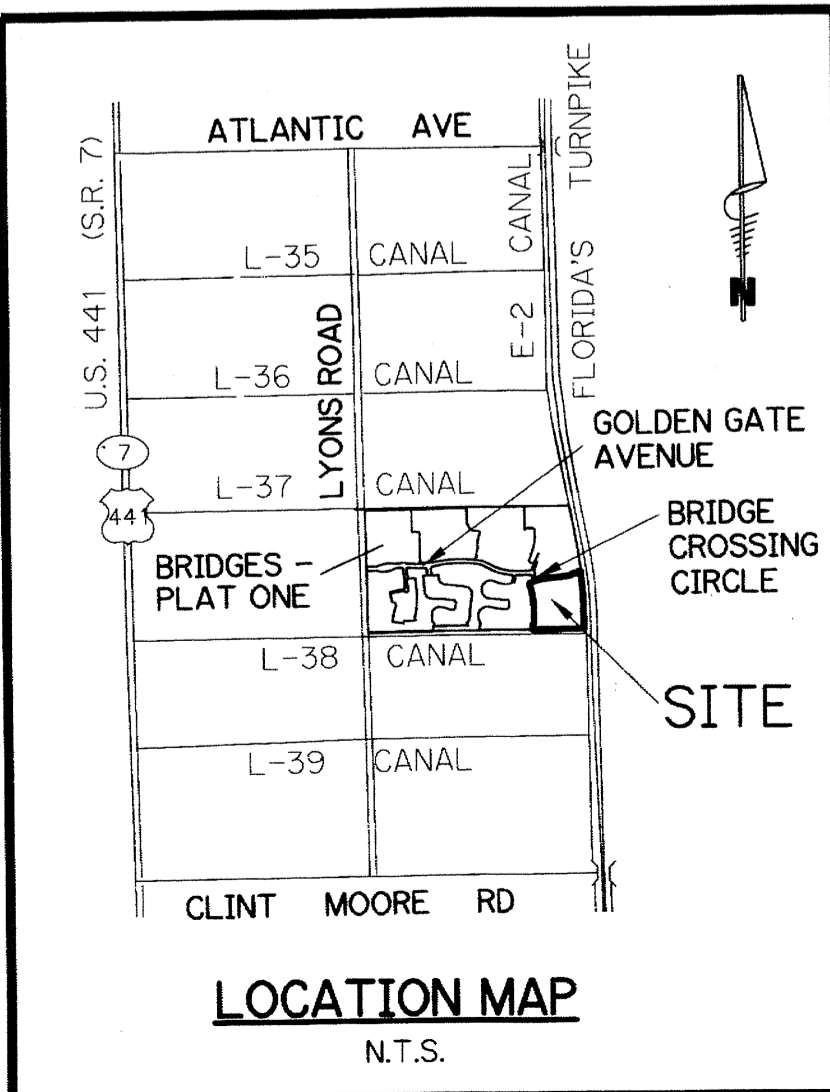 ATLANTIC AVE
U.S. 441 (S.R. 7)
FLORIDA'S TURNPIKE
E-2 CANAL
L-35 CANAL
L-36 CANAL
LYONS ROAD
N
GOLDEN GATE
AVENUE
7
441
L-37 CANAL
BRIDGE
CROSSING
CIRCLE
BRIDGES -
PLAT ONE
L-38 CANAL
SITE
L-39 CANAL
CLINT MOORE RD
LOCATION MAP
N.T.S.